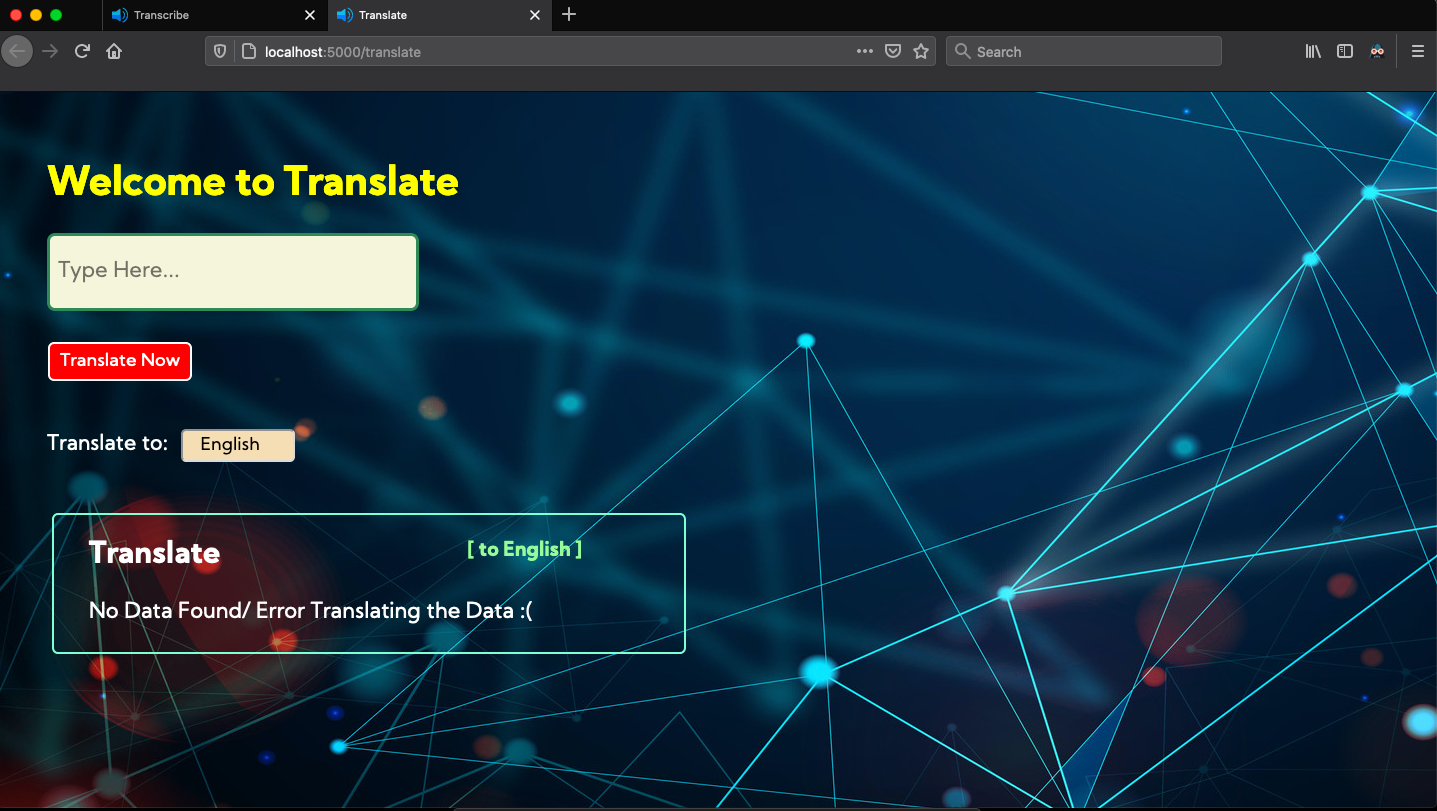 Transcribe
Translate
localhost:5000/translate
Search
Welcome to Translate
Type Here...
Translate Now
Translate to: English
Translate [ to English ]
No Data Found/ Error Translating the Data :(